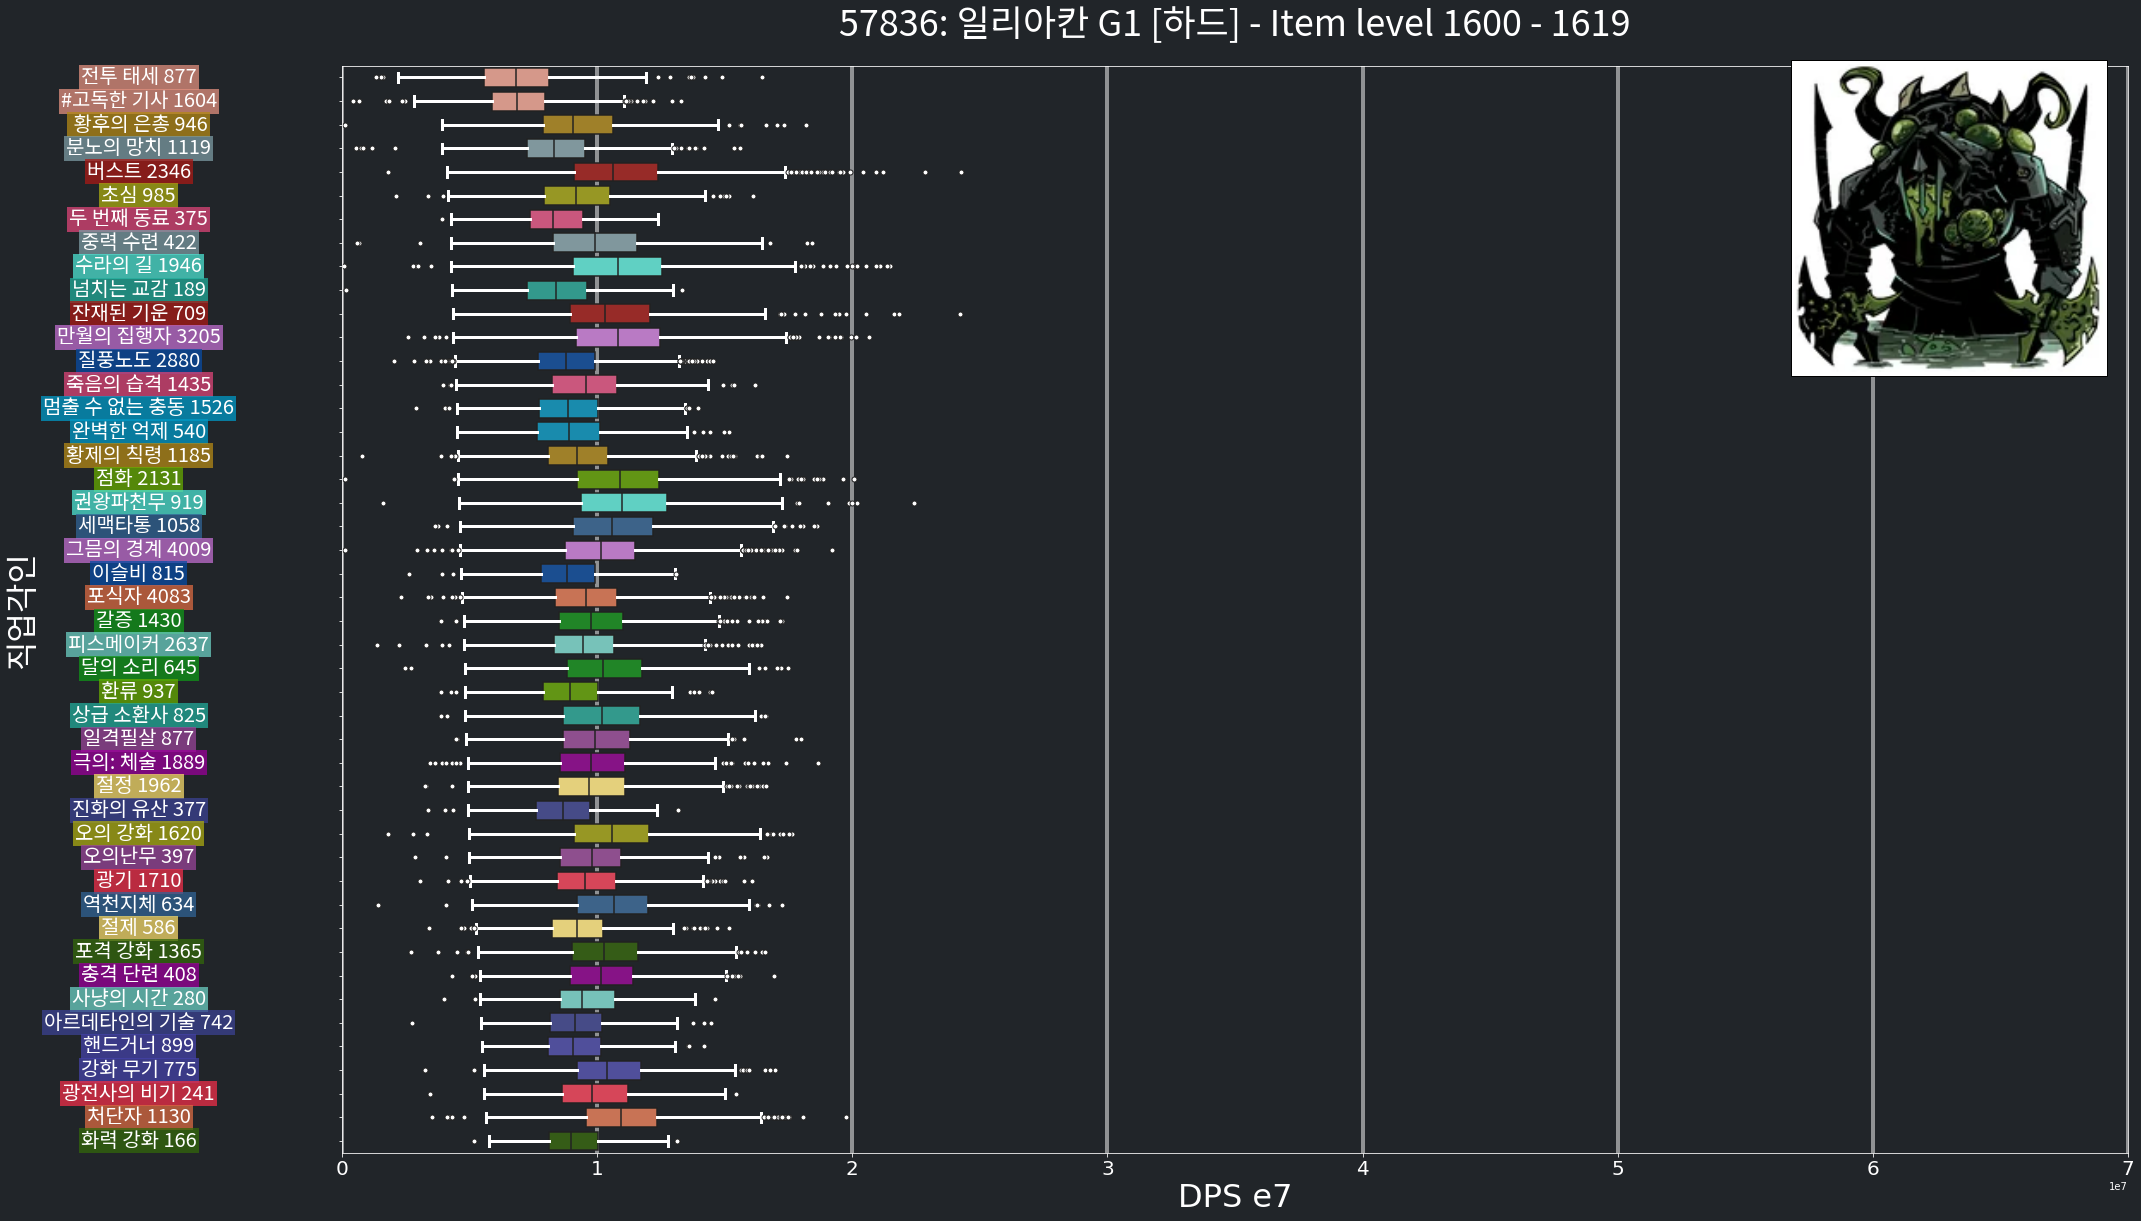 57836: 일리아칸 G1 [하드] - Item level 1600 - 1619
직업각인
전투 태세 877
#고독한 기사 1604
황후의 은총 946
분노의 망치 1119
버스트 2346
초심 985
두 번째 동료 375
중력 수련 422
수라의 길 1946
넘치는 교감 189
잔재된 기운 709
만월의 집행자 3205
질풍노도 2880
죽음의 습격 1435
멈출 수 없는 충동 1526
완벽한 억제 540
황제의 칙령 1185
점화 2131
권왕파천무 919
세맥타통 1058
그믐의 경계 4009
이슬비 815
포식자 4083
갈증 1430
피스메이커 2637
달의 소리 645
환류 937
상급 소환사 825
일격필살 877
극의: 체술 1889
절정 1962
진화의 유산 377
오의 강화 1620
오의난무 397
광기 1710
역천지체 634
절제 586
포격 강화 1365
충격 단련 408
사냥의 시간 280
아르데타인의 기술 742
핸드거너 899
강화 무기 775
광전사의 비기 241
처단자 1130
화력 강화 166
0 1 2 3 4 5 6 7
DPS e7
1e7